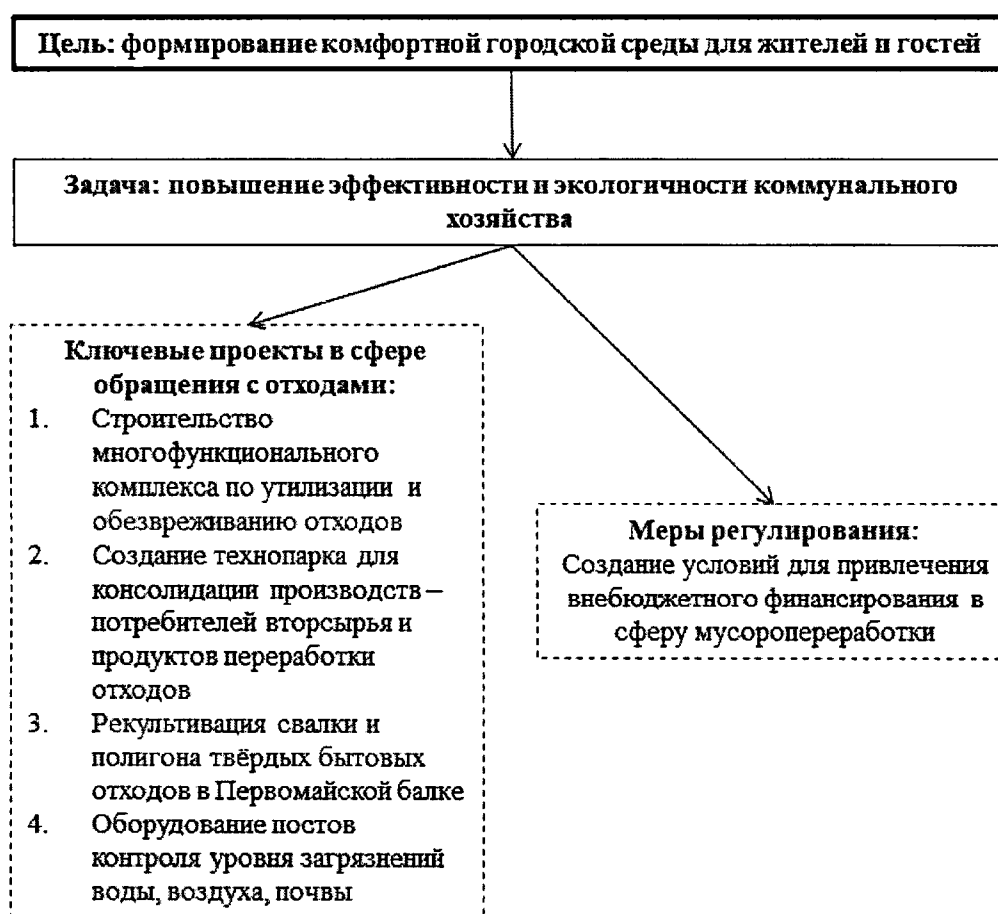 Цель: формирование комфортной городской среды для жителей и гостей
Задача: повышение эффективности и экологичности коммунального
хозяйства
Ключевые проекты в сфере
обращения с отходами:
1. Строительство
многофункционального
комплекса по утилизации и
обезвреживанию отходов
2. Создание технопарка для
консолидации производств –
потребителей вторсырья и
продуктов переработки
отходов
3. Рекультивация свалки и
полигона твёрдых бытовых
отходов в Первомайской балке
4. Оборудование постов
контроля уровня загрязнений
воды, воздуха, почвы
Меры регулирования:
Создание условий для привлечения
внебюджетного финансирования в
сферу мусоропереработки